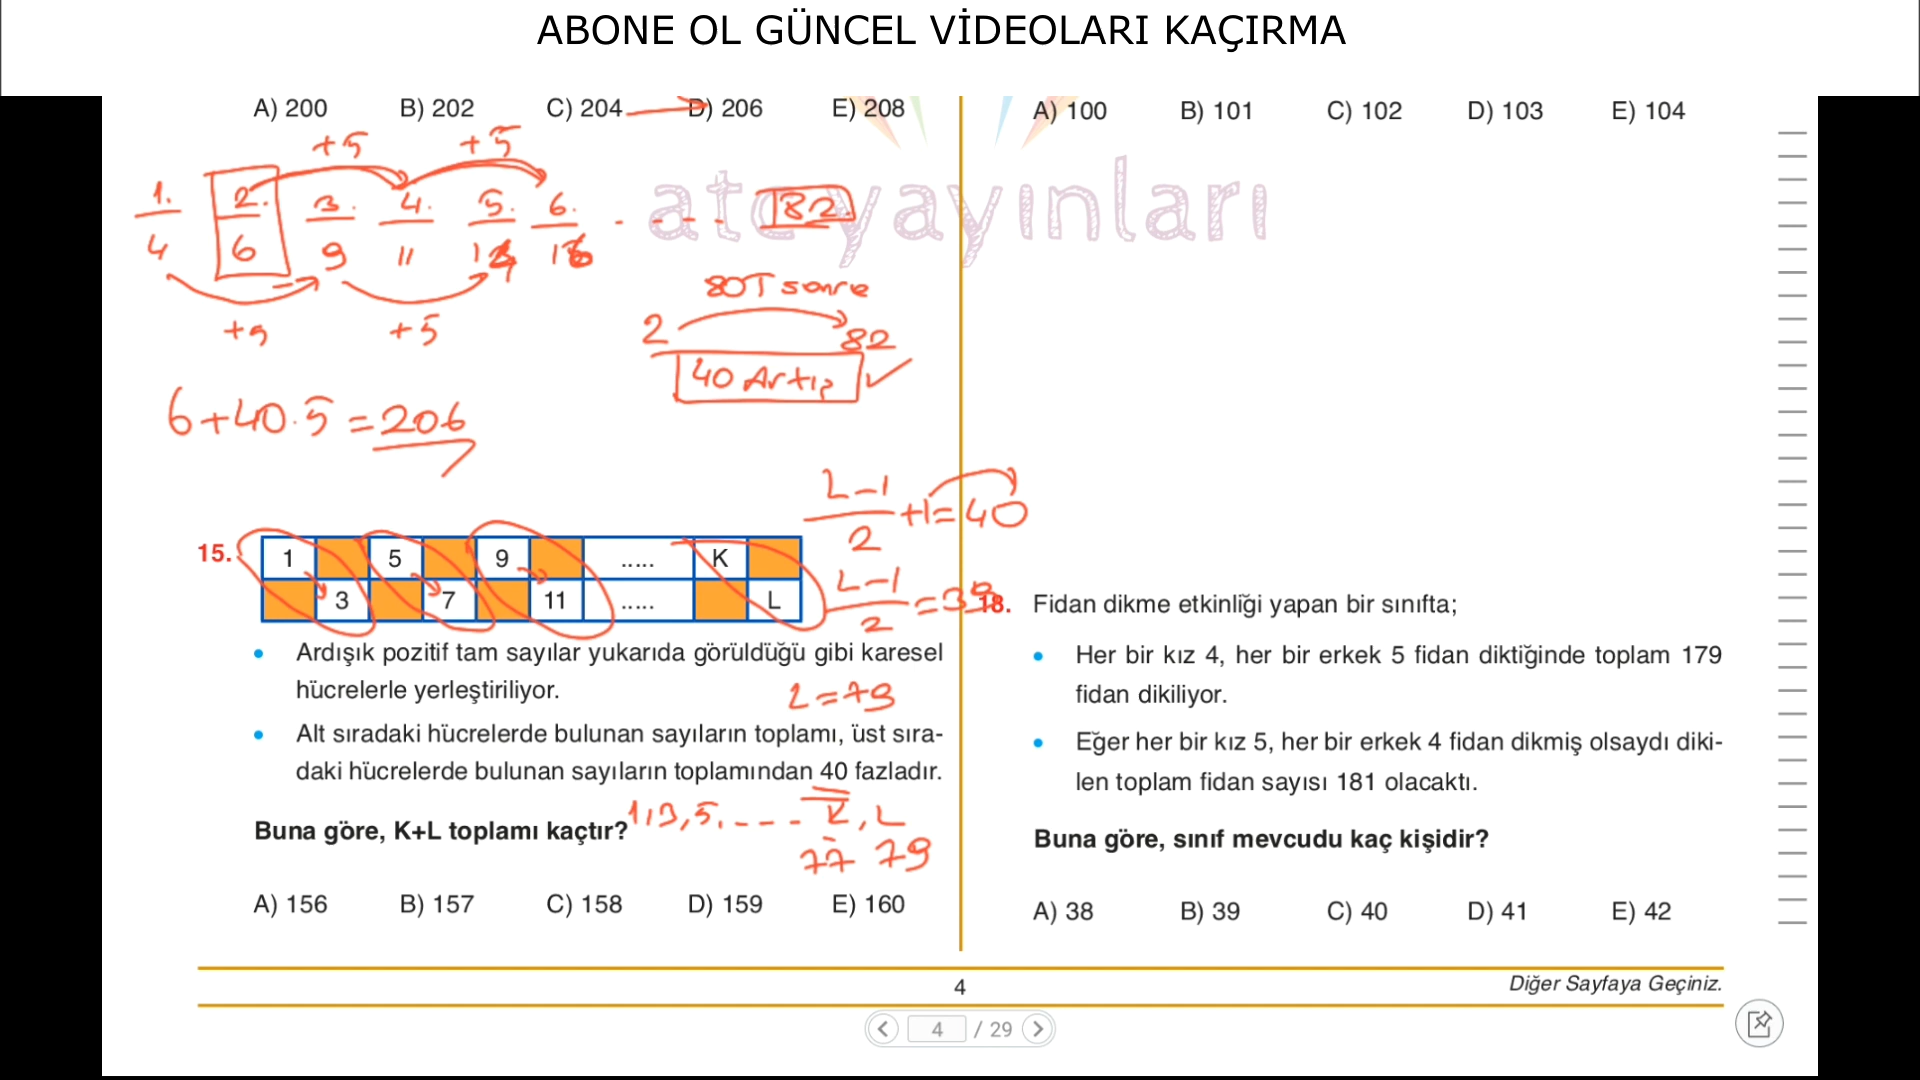 ABONE OL GÜNCEL VİDEOLARI KAÇIRMA
A) 200 B) 202 C) 204 D) 206 E) 208
+5 +5
1. 2. 3. 4. 5. 6. - - - - 82.
4 6 9 11 14 16
+5 +5
80T sonra
2 82
40 Artış
6+40.5=206
15.
L-1/2 +1=40
1 5 9 ..... K
3 7 11 ..... L
L-1/2 =39
• Ardışık pozitif tam sayılar yukarıda görüldüğü gibi karesel
hücrelerle yerleştiriliyor.
L=79
• Alt sıradaki hücrelerde bulunan sayıların toplamı, üst sıra-
daki hücrelerde bulunan sayıların toplamından 40 fazladır.
Buna göre, K+L toplamı kaçtır?
1,3,5,---- K, L
77 79
A) 156 B) 157 C) 158 D) 159 E) 160
A) 100 B) 101 C) 102 D) 103 E) 104
atc yayınları
18. Fidan dikme etkinliği yapan bir sınıfta;
• Her bir kız 4, her bir erkek 5 fidan diktiğinde toplam 179
fidan dikiliyor.
• Eğer her bir kız 5, her bir erkek 4 fidan dikmiş olsaydı diki-
len toplam fidan sayısı 181 olacaktı.
Buna göre, sınıf mevcudu kaç kişidir?
A) 38 B) 39 C) 40 D) 41 E) 42
4
Diğer Sayfaya Geçiniz.
4 / 29